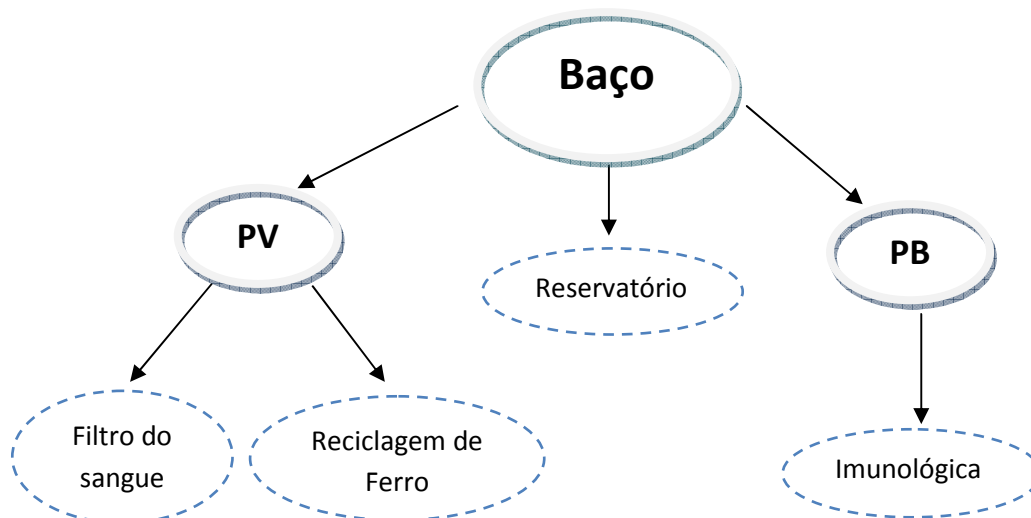 Baço
PV
PB
Reservatório
Filtro do
sangue
Reciclagem de
Ferro
Imunológica